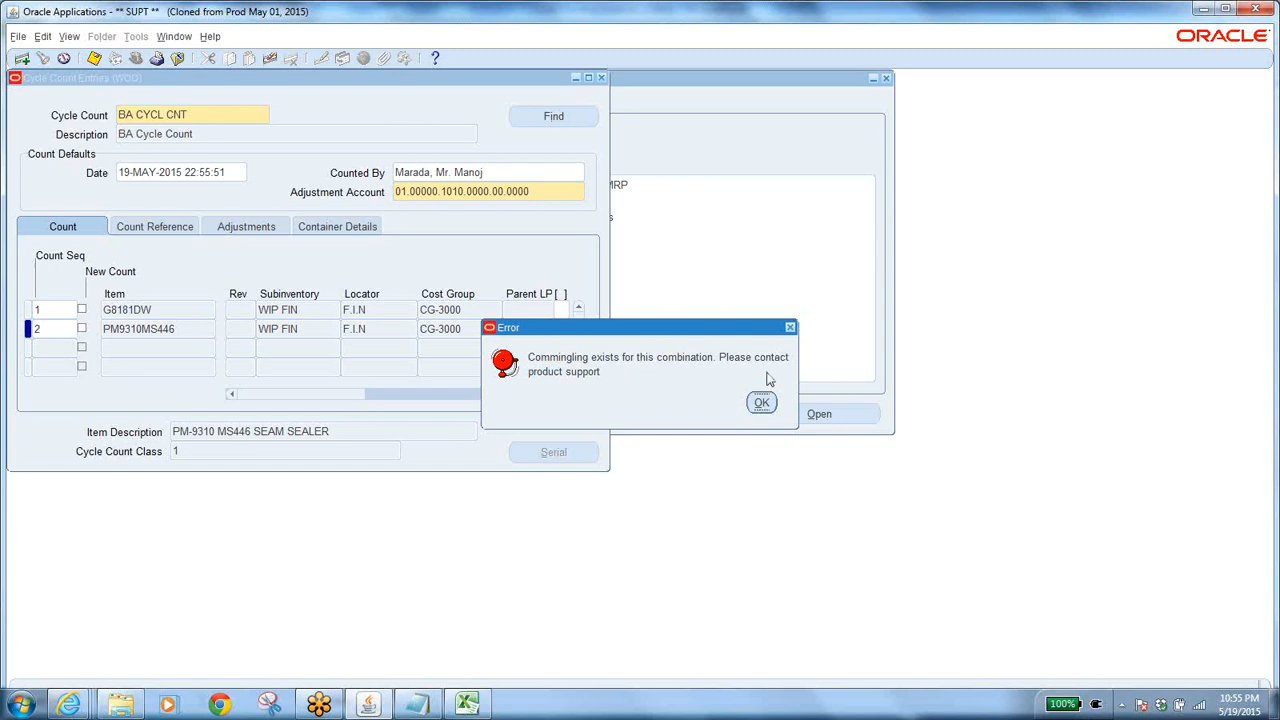 Oracle Applications - ** SUPT ** (Cloned from Prod May 01, 2015)
File Edit View Folder Tools Window Help
ORACLE
Cycle Count Entries (WOO)
Cycle Count BA CYCL CNT Find
Description BA Cycle Count
Count Defaults
Date 19-MAY-2015 22:55:51 Counted By Marada, Mr. Manoj
Adjustment Account 01.00000.1010.0000.00.0000
MRP
s
Count Count Reference Adjustments Container Details
Count Seq
New Count
Item Rev Subinventory Locator Cost Group Parent LP [ ]
1 G8181DW WIP FIN F.I.N CG-3000
2 PM9310MS446 WIP FIN F.I.N CG-3000
Error
Commingling exists for this combination. Please contact
product support
OK
Open
Item Description PM-9310 MS446 SEAM SEALER
Cycle Count Class 1 Serial
100% 10:55 PM
5/19/2015